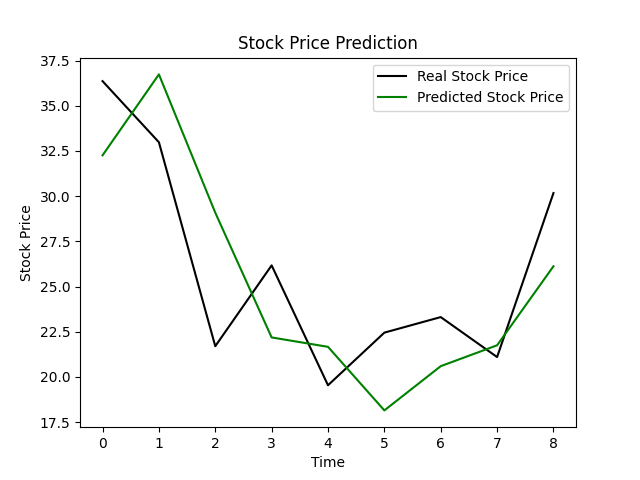 Stock Price Prediction
Real Stock Price
Predicted Stock Price
Stock Price
37.5
35.0
32.5
30.0
27.5
25.0
22.5
20.0
17.5
0 1 2 3 4 5 6 7 8
Time